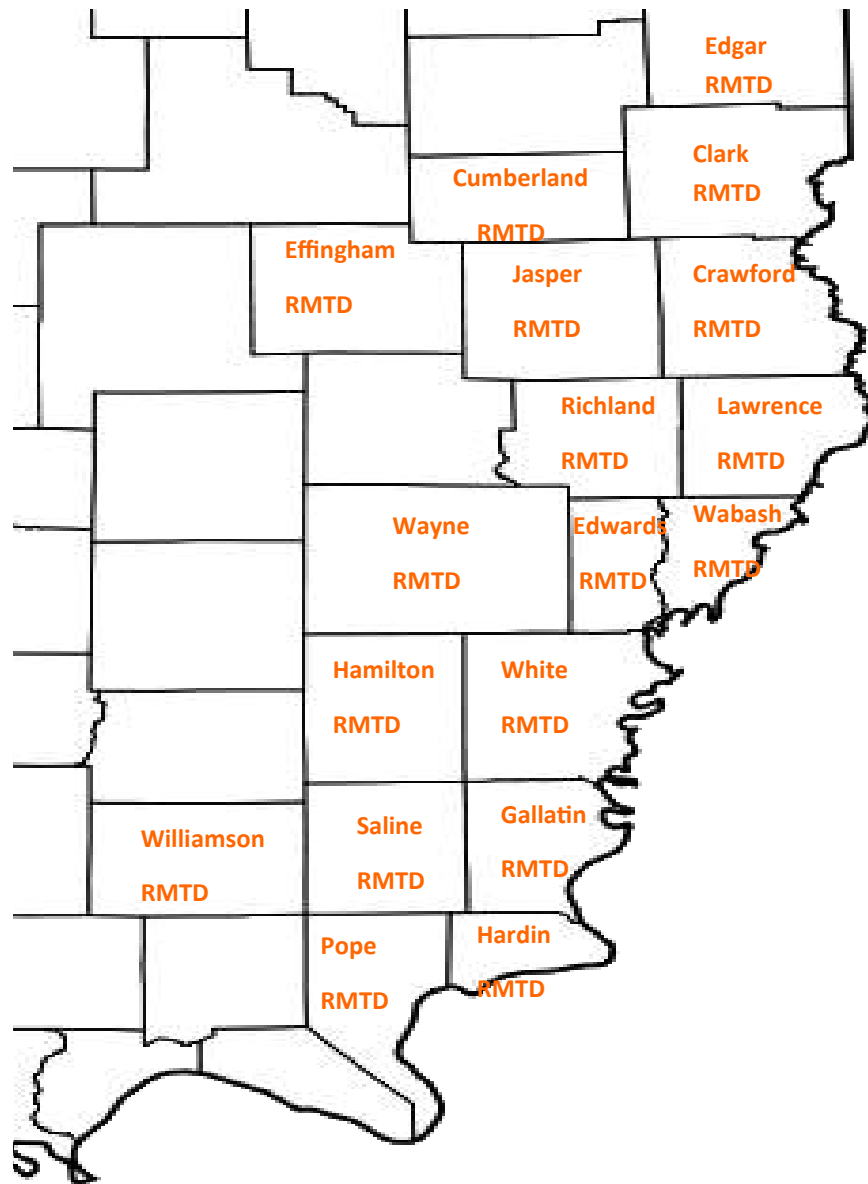 Edgar
RMTD
Clark
RMTD
Cumberland
RMTD
Effingham
RMTD
Jasper
RMTD
Crawford
RMTD
Richland
RMTD
Lawrence
RMTD
Wayne
RMTD
Edwards
RMTD
Wabash
RMTD
Hamilton
RMTD
White
RMTD
Williamson
RMTD
Saline
RMTD
Gallatin
RMTD
Pope
RMTD
Hardin
RMTD